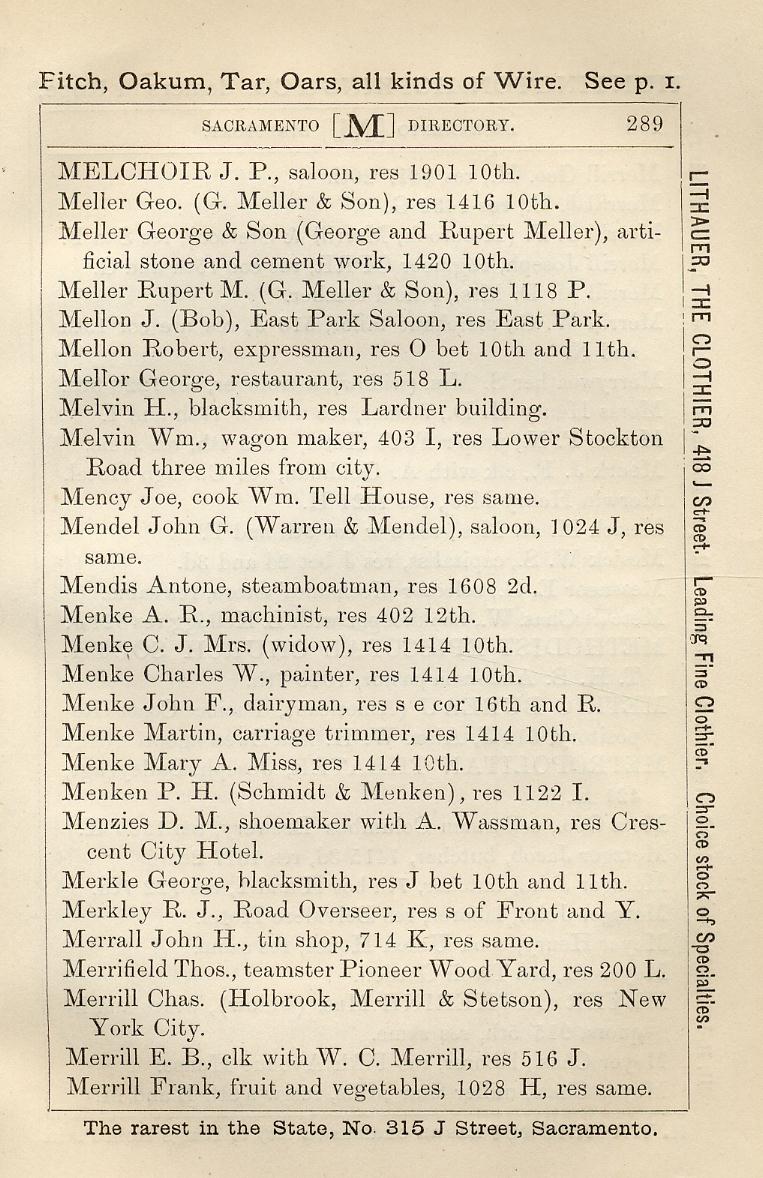 Fitch, Oakum, Tar, Oars, all kinds of Wire. See p. 1.
SACRAMENTO [M] DIRECTORY. 289
MELCHOIR J. P., saloon, res 1901 10th.
Meller Geo. (G. Meller & Son), res 1416 10th.
Meller George & Son (George and Rupert Meller), arti-
ficial stone and cement work, 1420 10th.
Meller Rupert M. (G. Meller & Son), res 1118 P.
Mellon J. (Bob), East Park Saloon, res East Park.
Mellon Robert, expressman, res O bet 10th and 11th.
Mellor George, restaurant, res 518 L.
Melvin H., blacksmith, res Lardner building.
Melvin Wm., wagon maker, 403 I, res Lower Stockton
Road three miles from city.
Mency Joe, cook Wm. Tell House, res same.
Mendel John G. (Warren & Mendel), saloon, 1024 J, res
same.
Mendis Antone, steamboatman, res 1608 2d.
Menke A. R., machinist, res 402 12th.
Menke C. J. Mrs. (widow), res 1414 10th.
Menke Charles W., painter, res 1414 10th.
Menke John F., dairyman, res s e cor 16th and R.
Menke Martin, carriage trimmer, res 1414 10th.
Menke Mary A. Miss, res 1414 10th.
Menken P. H. (Schmidt & Menken), res 1122 I.
Menzies D. M., shoemaker with A. Wassman, res Cres-
cent City Hotel.
Merkle George, blacksmith, res J bet 10th and 11th.
Merkley R. J., Road Overseer, res s of Front and Y.
Merrall John H., tin shop, 714 K, res same.
Merrifield Thos., teamster Pioneer Wood Yard, res 200 L.
Merrill Chas. (Holbrook, Merrill & Stetson), res New
York City.
Merrill E. B., clk with W. C. Merrill, res 516 J.
Merrill Frank, fruit and vegetables, 1028 H, res same.
The rarest in the State, No. 315 J Street, Sacramento.
LITHAUER, THE CLOTHIER, 418 J Street. Leading Fine Clothier. Choice stock of Specialties.